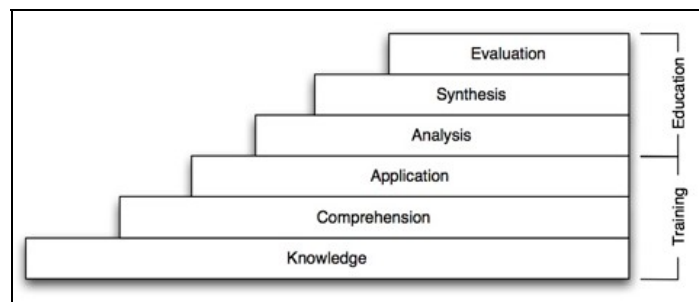 Evaluation
Synthesis
Analysis
Application
Comprehension
Knowledge
Education
Training